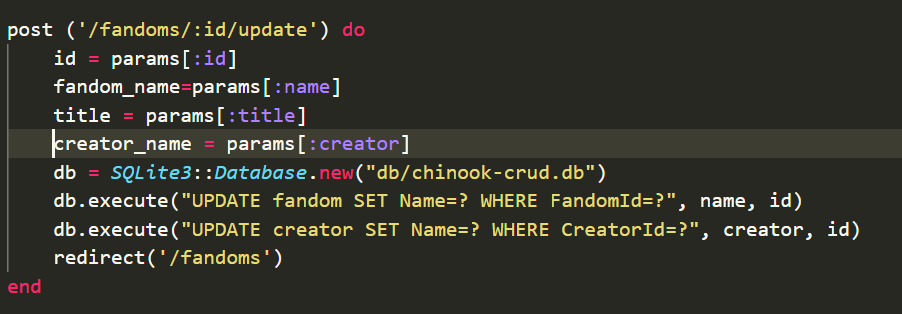 post ('/fandoms/:id/update') do
    id = params[:id]
    fandom_name=params[:name]
    title = params[:title]
    creator_name = params[:creator]
    db = SQLite3::Database.new("db/chinook-crud.db")
    db.execute("UPDATE fandom SET Name=? WHERE FandomId=?", name, id)
    db.execute("UPDATE creator SET Name=? WHERE CreatorId=?", creator, id)
    redirect('/fandoms')
end